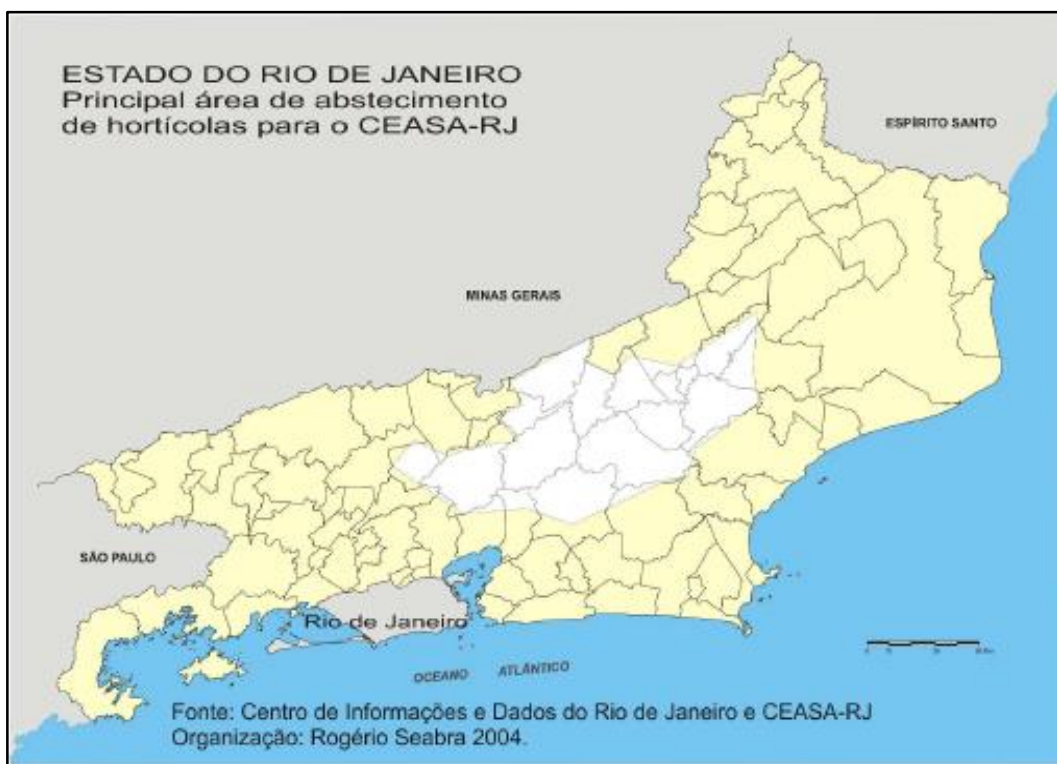 ESTADO DO RIO DE JANEIRO
Principal área de abstecimento
de hortícolas para o CEASA-RJ
ESPÍRITO SANTO
MINAS GERAIS
SÃO PAULO
Rio de Janeiro
OCEANO ATLÂNTICO
Fonte: Centro de Informações e Dados do Rio de Janeiro e CEASA-RJ
Organização: Rogério Seabra 2004.